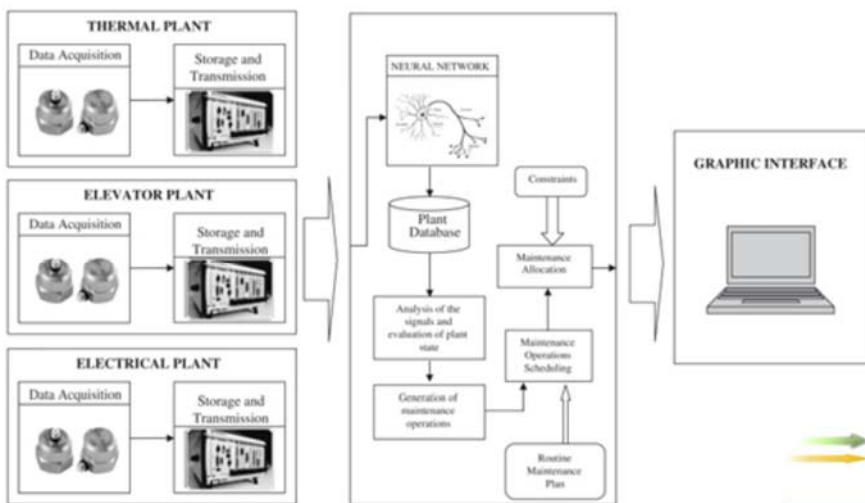 THERMAL PLANT
Data Acquisition
Storage and
Transmission
ELEVATOR PLANT
Data Acquisition
Storage and
Transmission
ELECTRICAL PLANT
Data Acquisition
Storage and
Transmission
NEURAL NETWORK
Plant
Database
Analysis of the
signals and
evaluation of plant
state
Generation of
maintenance
operations
Constraints
Maintenance
Allocation
Maintenance
Operations
Scheduling
Routine
Maintenance
Plan
GRAPHIC INTERFACE